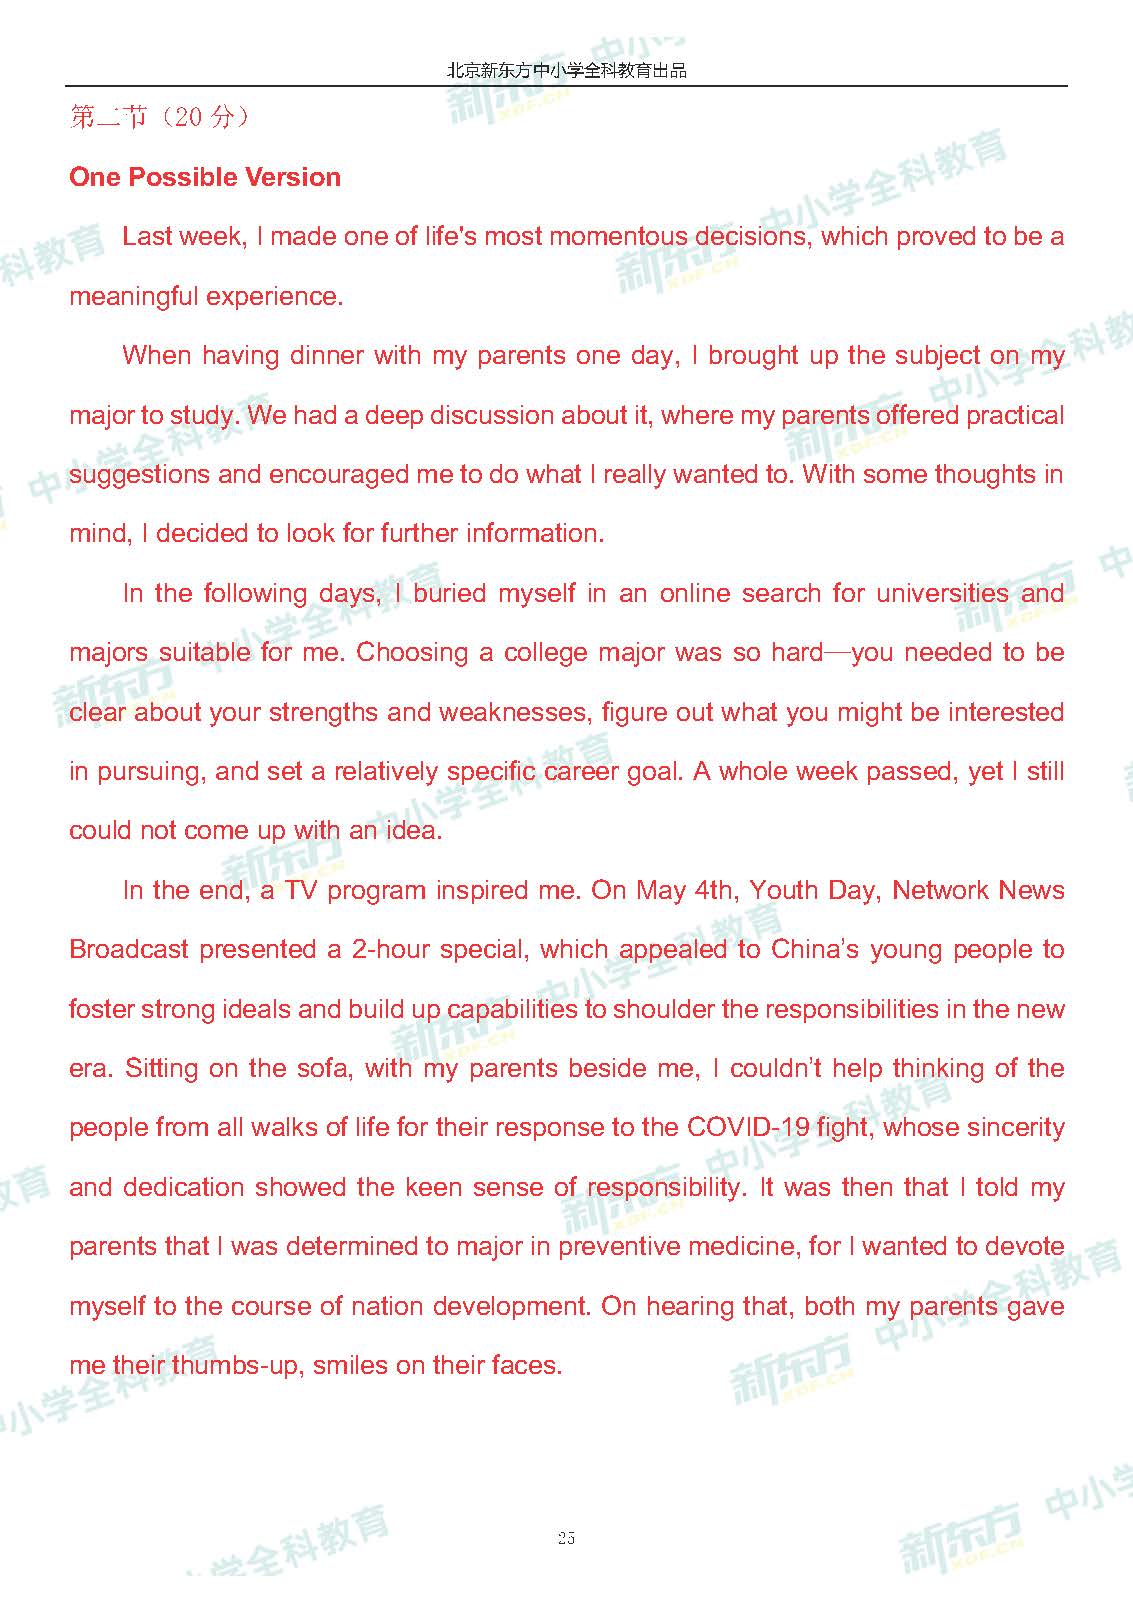 北京新东方中小学全科教育出品
第二节（20 分）
One Possible Version
Last week, I made one of life's most momentous decisions, which proved to be a
meaningful experience.
When having dinner with my parents one day, I brought up the subject on my
major to study. We had a deep discussion about it, where my parents offered practical
suggestions and encouraged me to do what I really wanted to. With some thoughts in
mind, I decided to look for further information.
In the following days, I buried myself in an online search for universities and
majors suitable for me. Choosing a college major was so hard—you needed to be
clear about your strengths and weaknesses, figure out what you might be interested
in pursuing, and set a relatively specific career goal. A whole week passed, yet I still
could not come up with an idea.
In the end, a TV program inspired me. On May 4th, Youth Day, Network News
Broadcast presented a 2-hour special, which appealed to China’s young people to
foster strong ideals and build up capabilities to shoulder the responsibilities in the new
era. Sitting on the sofa, with my parents beside me, I couldn’t help thinking of the
people from all walks of life for their response to the COVID-19 fight, whose sincerity
and dedication showed the keen sense of responsibility. It was then that I told my
parents that I was determined to major in preventive medicine, for I wanted to devote
myself to the course of nation development. On hearing that, both my parents gave
me their thumbs-up, smiles on their faces.
25
新东方 XDF.CN 中小学全科教育